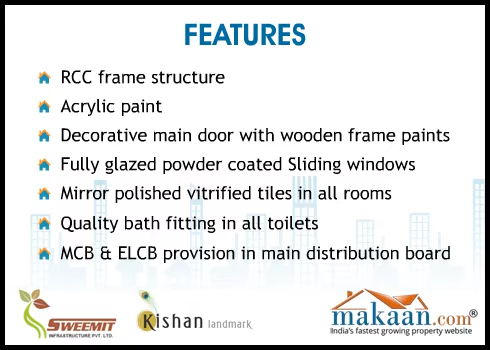 FEATURES
RCC frame structure
Acrylic paint
Decorative main door with wooden frame paints
Fully glazed powder coated Sliding windows
Mirror polished vitrified tiles in all rooms
Quality bath fitting in all toilets
MCB & ELCB provision in main distribution board
SWEEMIT
INFRASTRUCTURE PVT. LTD.
Kishan landmark
makaan.com®
India's fastest growing property website